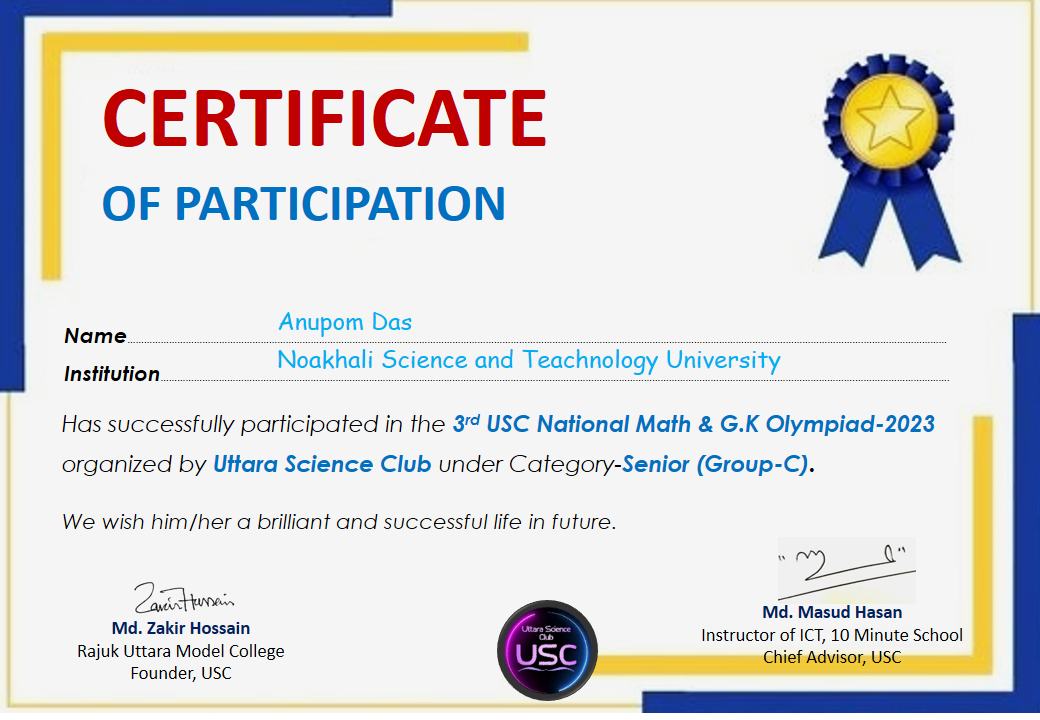 CERTIFICATE
OF PARTICIPATION
Name
Anupom Das
Institution
Noakhali Science and Teachnology University
Has successfully participated in the 3rd USC National Math & G.K Olympiad-2023
organized by Uttara Science Club under Category-Senior (Group-C).
We wish him/her a brilliant and successful life in future.
Zakir Hussain
Md. Zakir Hossain
Rajuk Uttara Model College
Founder, USC
Uttara Science
Club
USC
Md. Masud Hasan
Instructor of ICT, 10 Minute School
Chief Advisor, USC